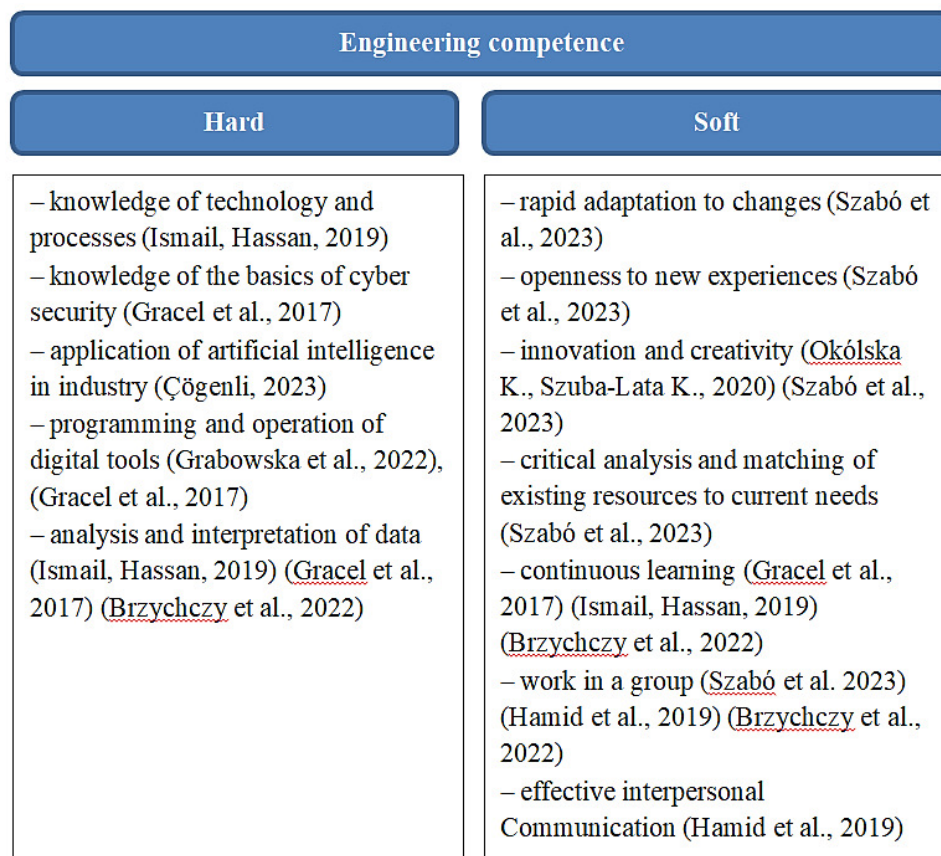 Engineering competence
Hard
– knowledge of technology and
processes (Ismail, Hassan, 2019)
– knowledge of the basics of cyber
security (Gracel et al., 2017)
– application of artificial intelligence
in industry (Çögenli, 2023)
– programming and operation of
digital tools (Grabowska et al., 2022),
(Gracel et al., 2017)
– analysis and interpretation of data
(Ismail, Hassan, 2019) (Gracel et al.,
2017) (Brzychczy et al., 2022)
Soft
– rapid adaptation to changes (Szabó et
al., 2023)
– openness to new experiences (Szabó
et al., 2023)
– innovation and creativity (Okólska
K., Szuba-Lata K., 2020) (Szabó et al.,
2023)
– critical analysis and matching of
existing resources to current needs
(Szabó et al., 2023)
– continuous learning (Gracel et al.,
2017) (Ismail, Hassan, 2019)
(Brzychczy et al., 2022)
– work in a group (Szabó et al. 2023)
(Hamid et al., 2019) (Brzychczy et al.,
2022)
– effective interpersonal
Communication (Hamid et al., 2019)